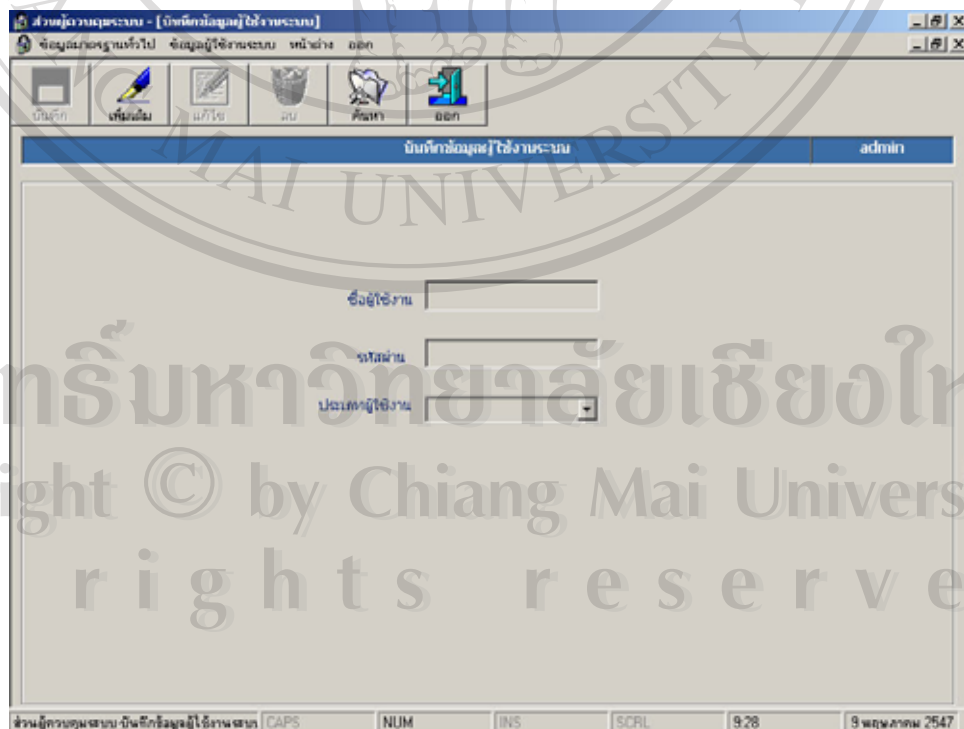 ส่วนผู้ควบคุมระบบ - [บันทึกข้อมูลผู้ใช้งานระบบ]
ข้อมูลมาตรฐานทั่วไป ข้อมูลผู้ใช้งานระบบ หน้าต่าง ออก
บันทึก เพิ่มเติม แก้ไข ลบ ค้นหา ออก
MAI UNIVERSITY
บันทึกข้อมูลผู้ใช้งานระบบ admin
ชื่อผู้ใช้งาน
รหัสผ่าน
ประเภทผู้ใช้งาน
ทธิ์มหาวิทยาลัยเชียงให
ight © by Chiang Mai Univers
rights reserve
ส่วนผู้ควบคุมระบบ-บันทึกข้อมูลผู้ใช้งานระบบ CAPS NUM INS SCRL 9:28 9 พฤษภาคม 2547